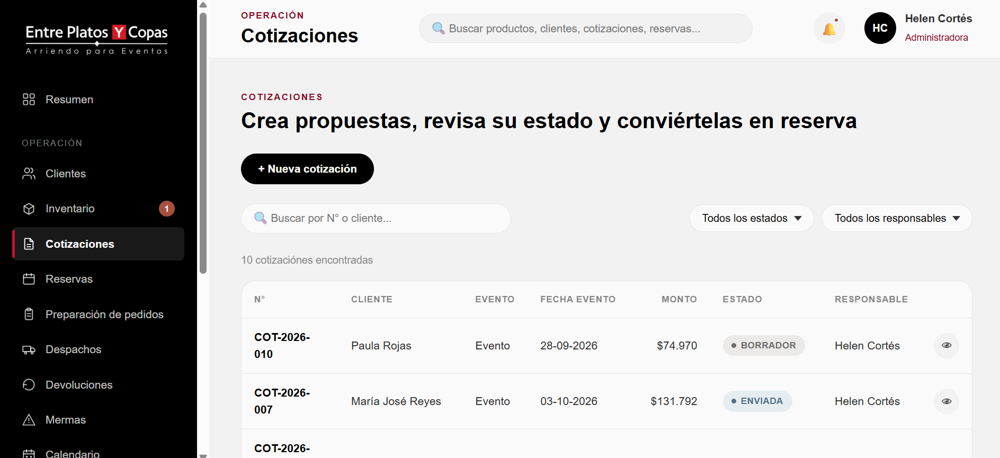 Entre Platos Y Copas
Arriendo para Eventos
Resumen
OPERACIÓN
Clientes
Inventario 1
Cotizaciones
Reservas
Preparación de pedidos
Despachos
Devoluciones
Mermas
Calendario
OPERACIÓN
Cotizaciones
Buscar productos, clientes, cotizaciones, reservas...
HC
Helen Cortés
Administradora
COTIZACIONES
Crea propuestas, revisa su estado y conviértelas en reserva
+ Nueva cotización
Buscar por N° o cliente...
Todos los estados
Todos los responsables
10 cotizaciónes encontradas
N° CLIENTE EVENTO FECHA EVENTO MONTO ESTADO RESPONSABLE
COT-2026-
010
Paula Rojas Evento 28-09-2026 $74.970 BORRADOR Helen Cortés
COT-2026-
007
María José Reyes Evento 03-10-2026 $131.792 ENVIADA Helen Cortés
COT-2026-